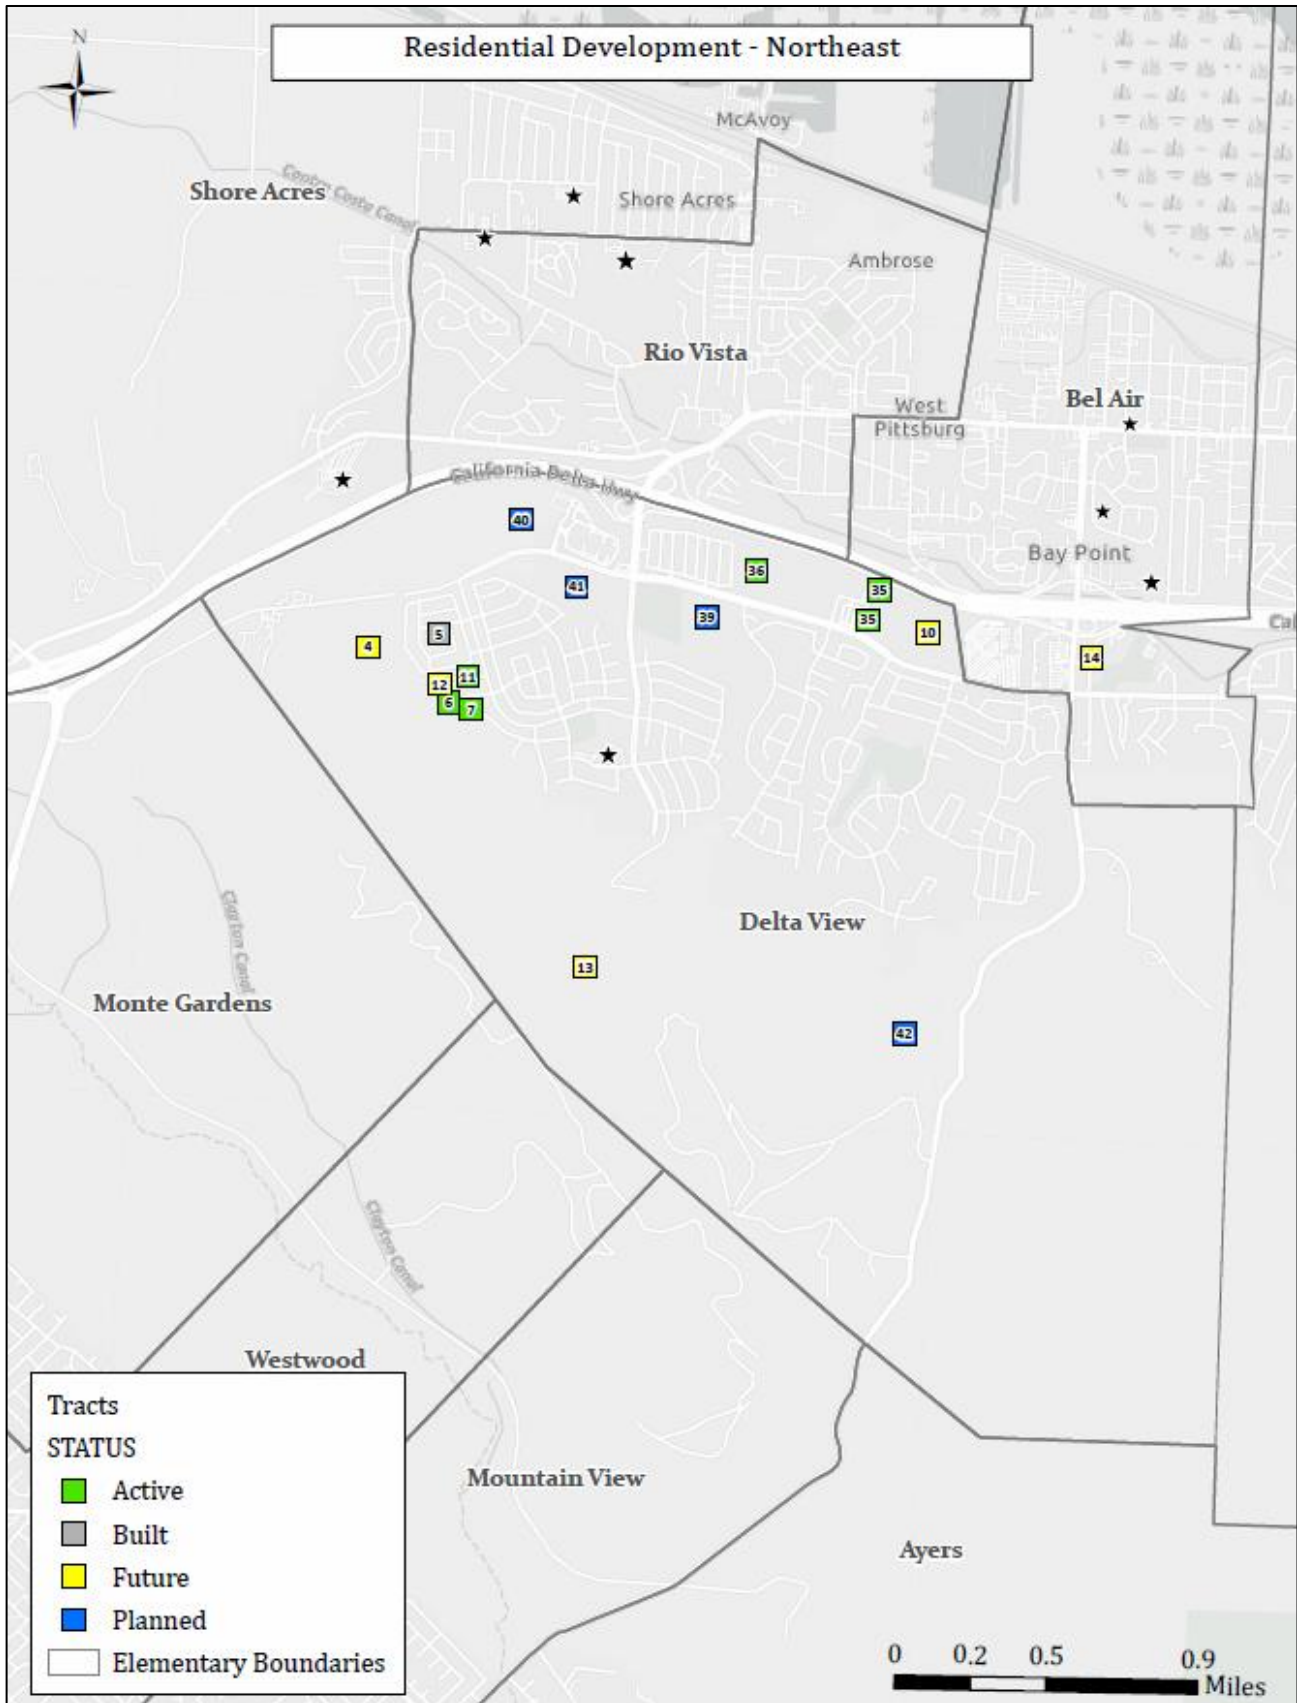 Residential Development - Northeast
N
McAvoy
Shore Acres
Contra Costa Canal
Shore Acres
Ambrose
Rio Vista
Bel Air
West
Pittsburg
California Delta Hwy
40
Bay Point
36
41
35
39
35
Cal
4
5
10
14
11
12
6
7
Clayton Canal
Delta View
13
Monte Gardens
42
Clayton Canal
Westwood
Mountain View
Ayers
Tracts
STATUS
Active
Built
Future
Planned
Elementary Boundaries
0 0.2 0.5 0.9
Miles